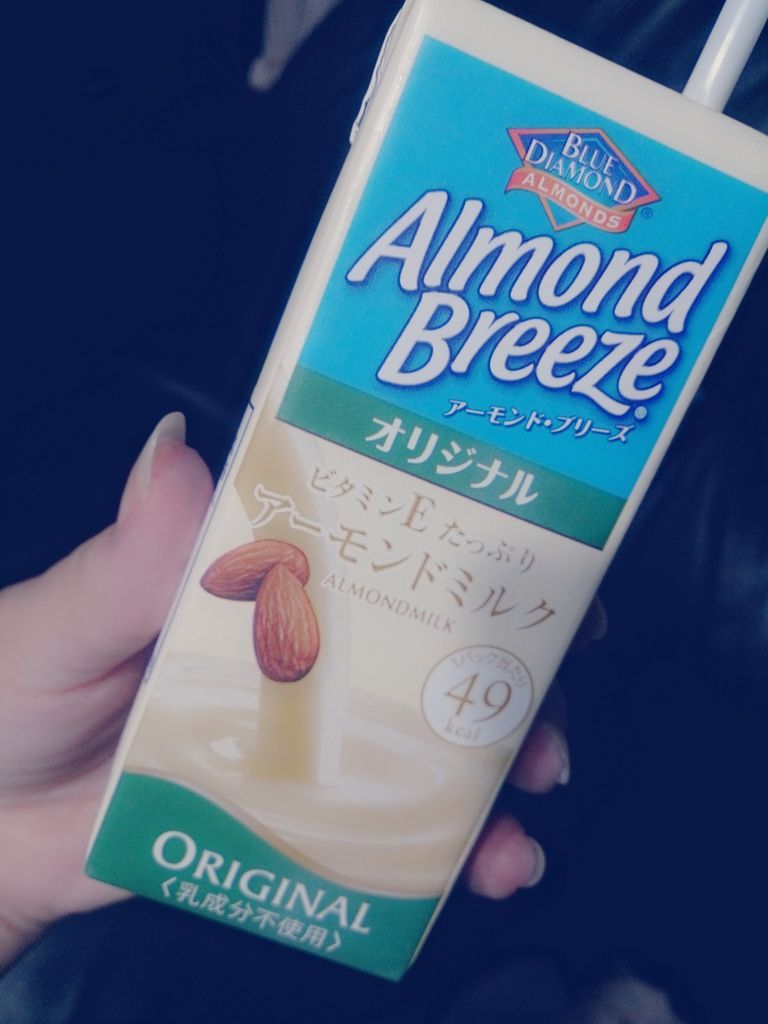 BLUE
DIAMOND
ALMONDS
Almond
Breeze
アーモンド・ブリーズ
オリジナル
ビタミンE たっぷり
アーモンドミルク
ALMONDMILK
1パック当たり
49
kcal
ORIGINAL
〈乳成分不使用〉